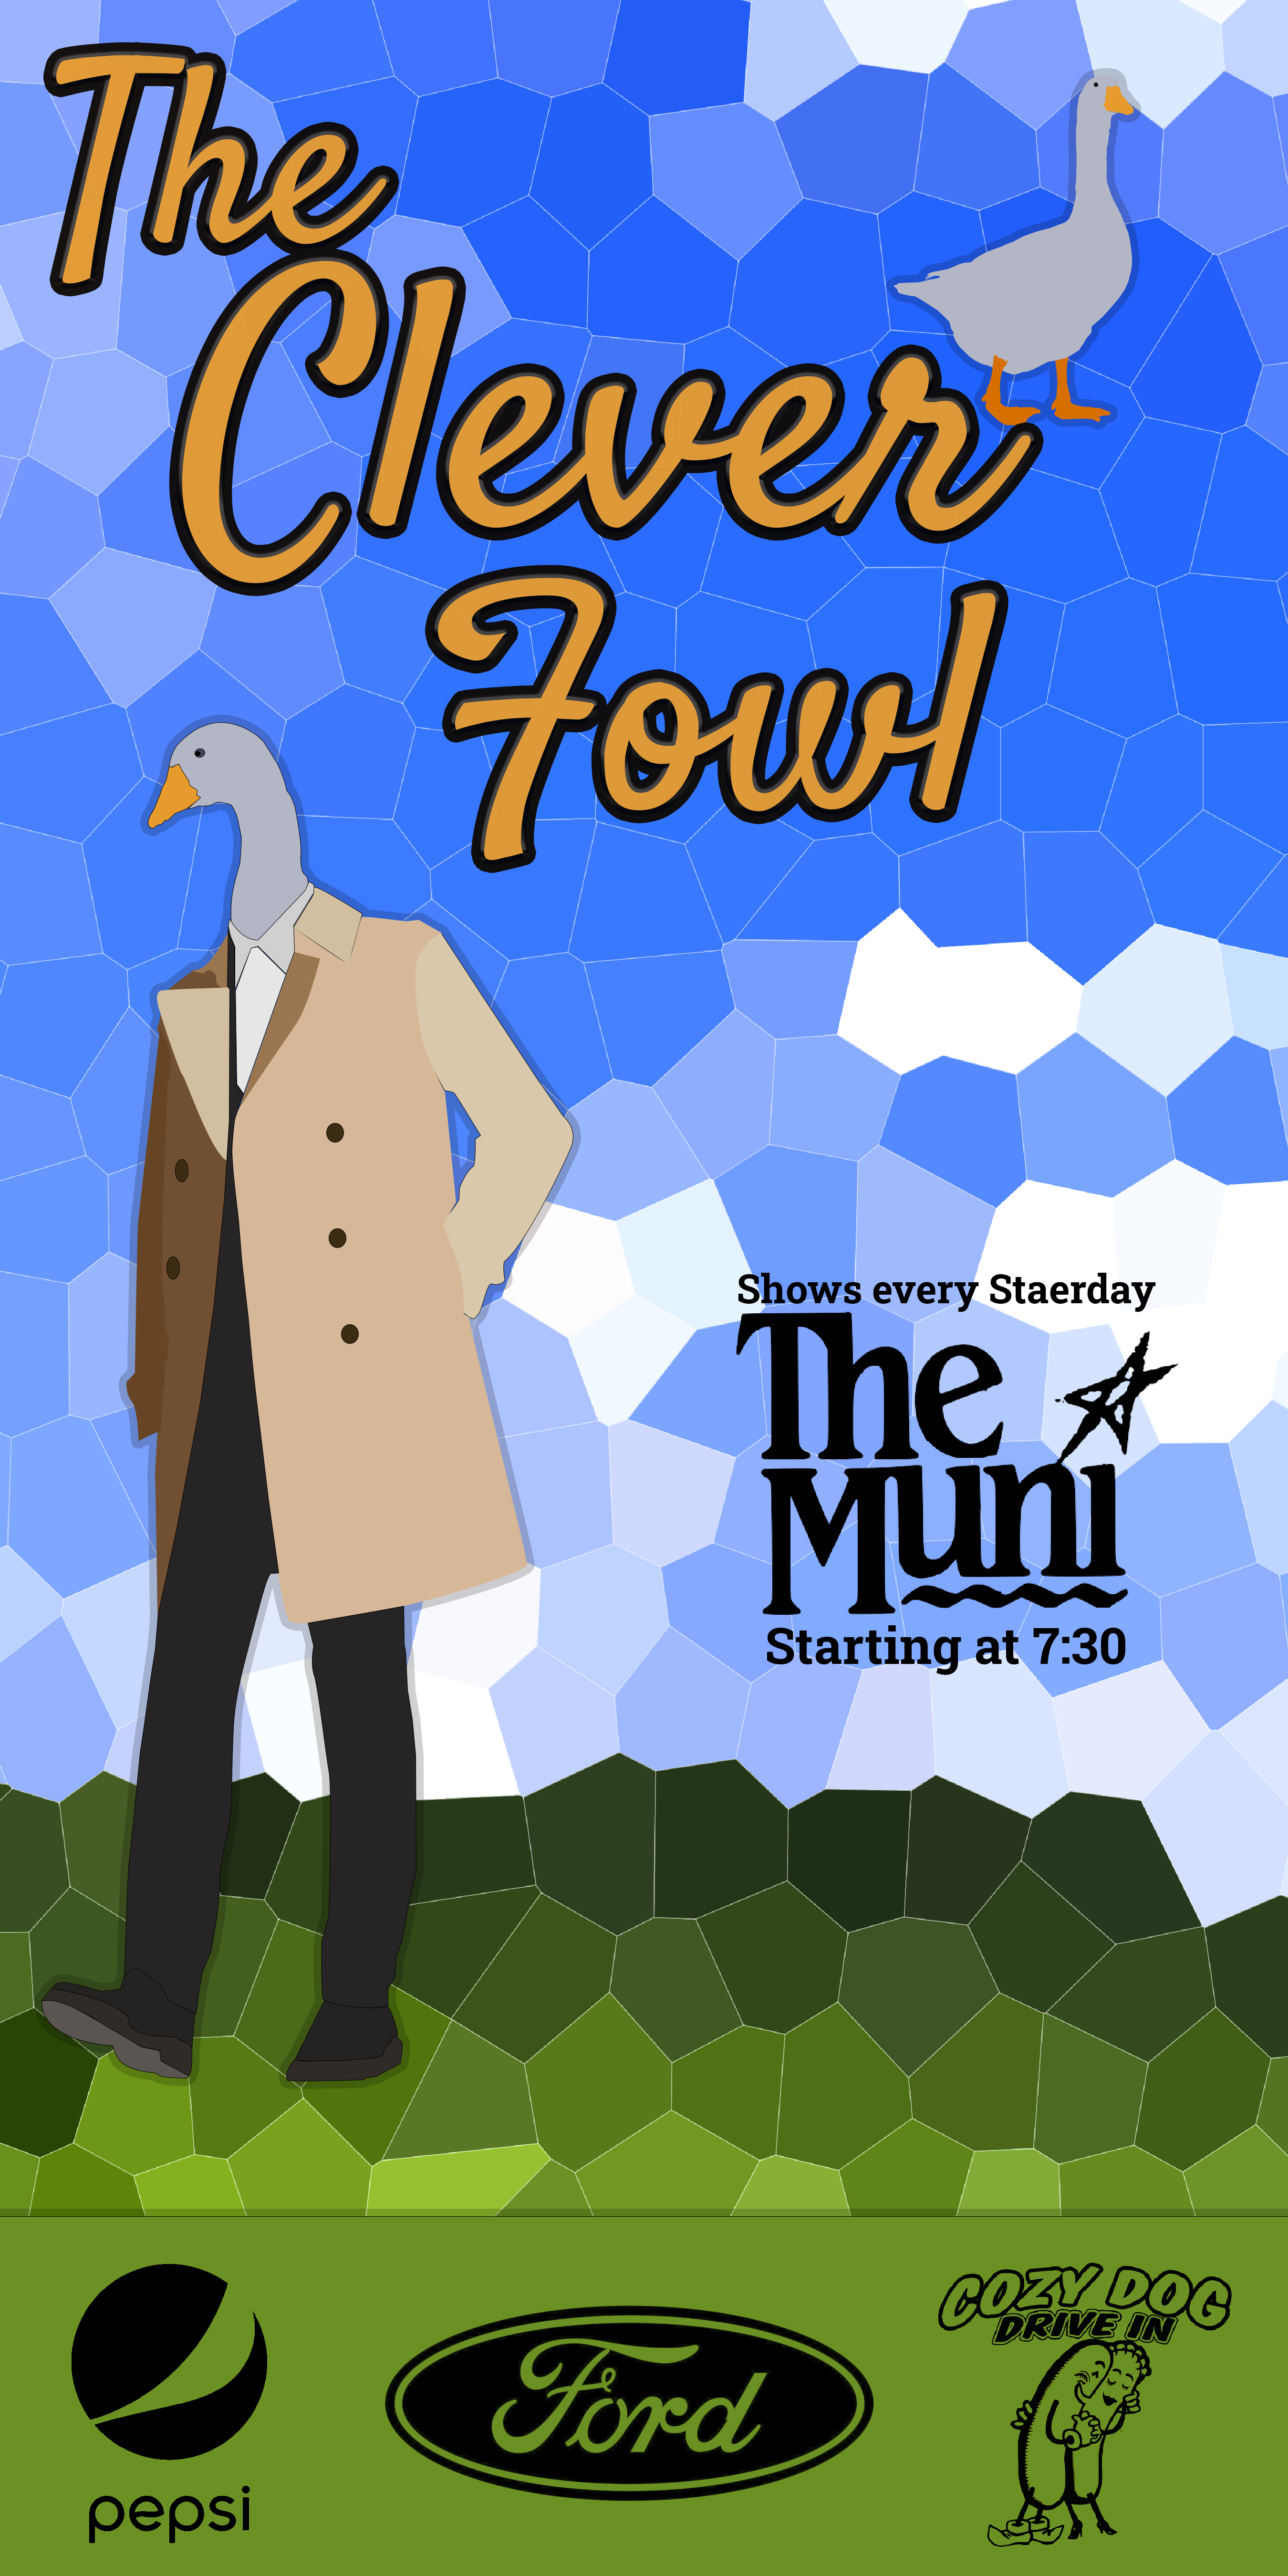 The
Clever
Fowl
Shows every Staerday
The
Muni
Starting at 7:30
pepsi
Ford
COZY DOG
DRIVE IN